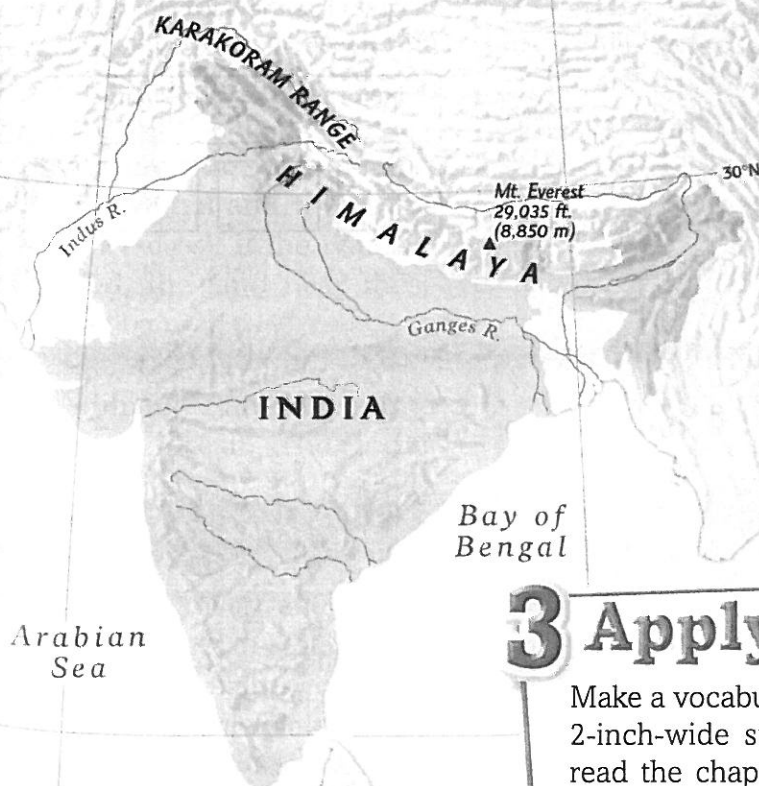 KARAKORAM RANGE
HIMALAYA
Mt. Everest
29,035 ft.
(8,850 m)
30°N
Indus R.
Ganges R.
INDIA
Bay of
Bengal
Arabian
Sea
3 Apply
Make a vocabu
2-inch-wide s
read the chap